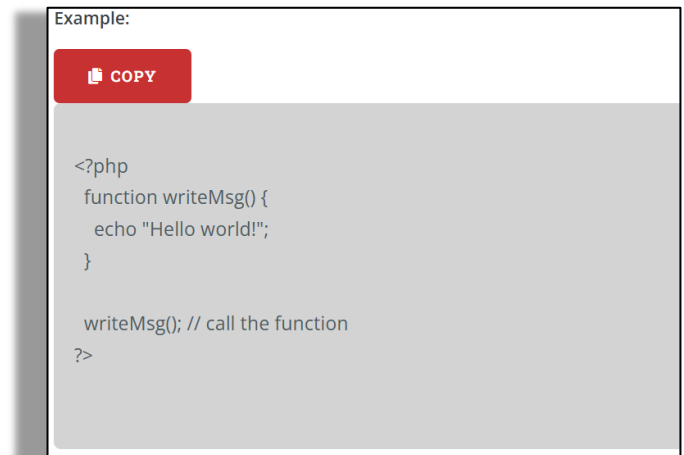 Example:
COPY
<?php
function writeMsg() {
echo "Hello world!";
}
writeMsg(); // call the function
?>